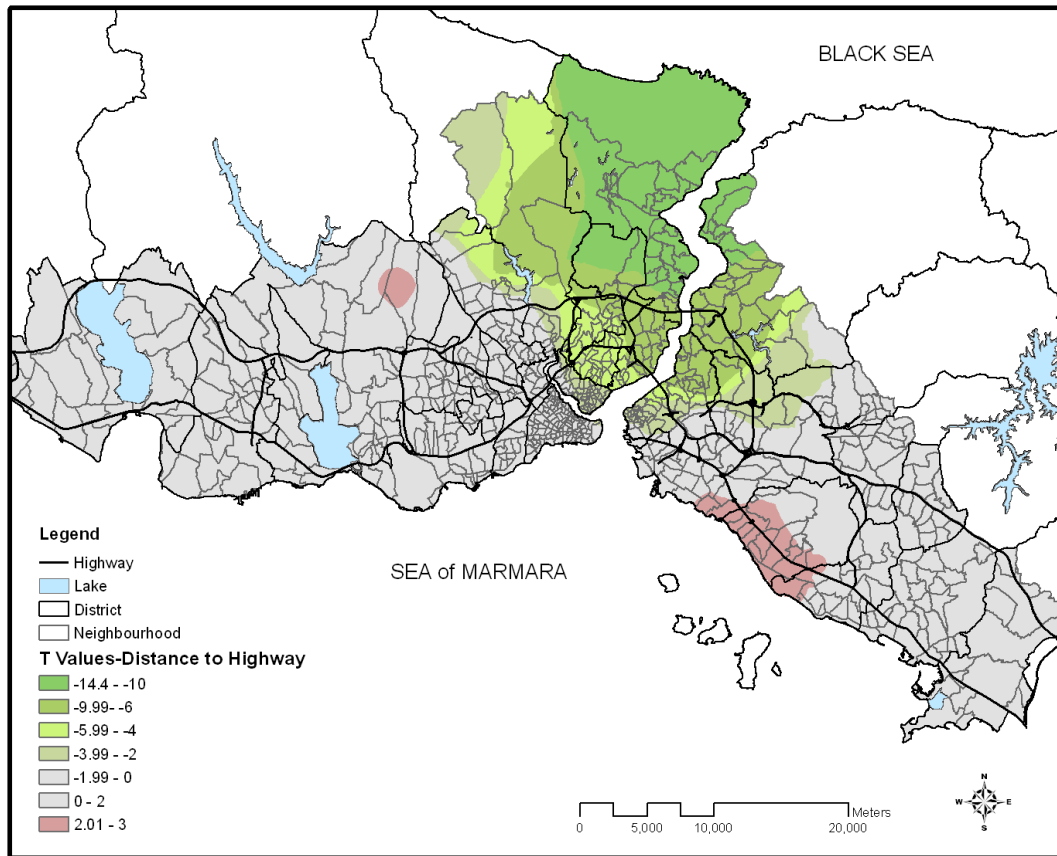 BLACK SEA
SEA of MARMARA
Legend
Highway
Lake
District
Neighbourhood
T Values-Distance to Highway
-14.4 - -10
-9.99- -6
-5.99 - -4
-3.99 - -2
-1.99 - 0
0 - 2
2.01 - 3
N
W E
S
Meters
0 5,000 10,000 20,000